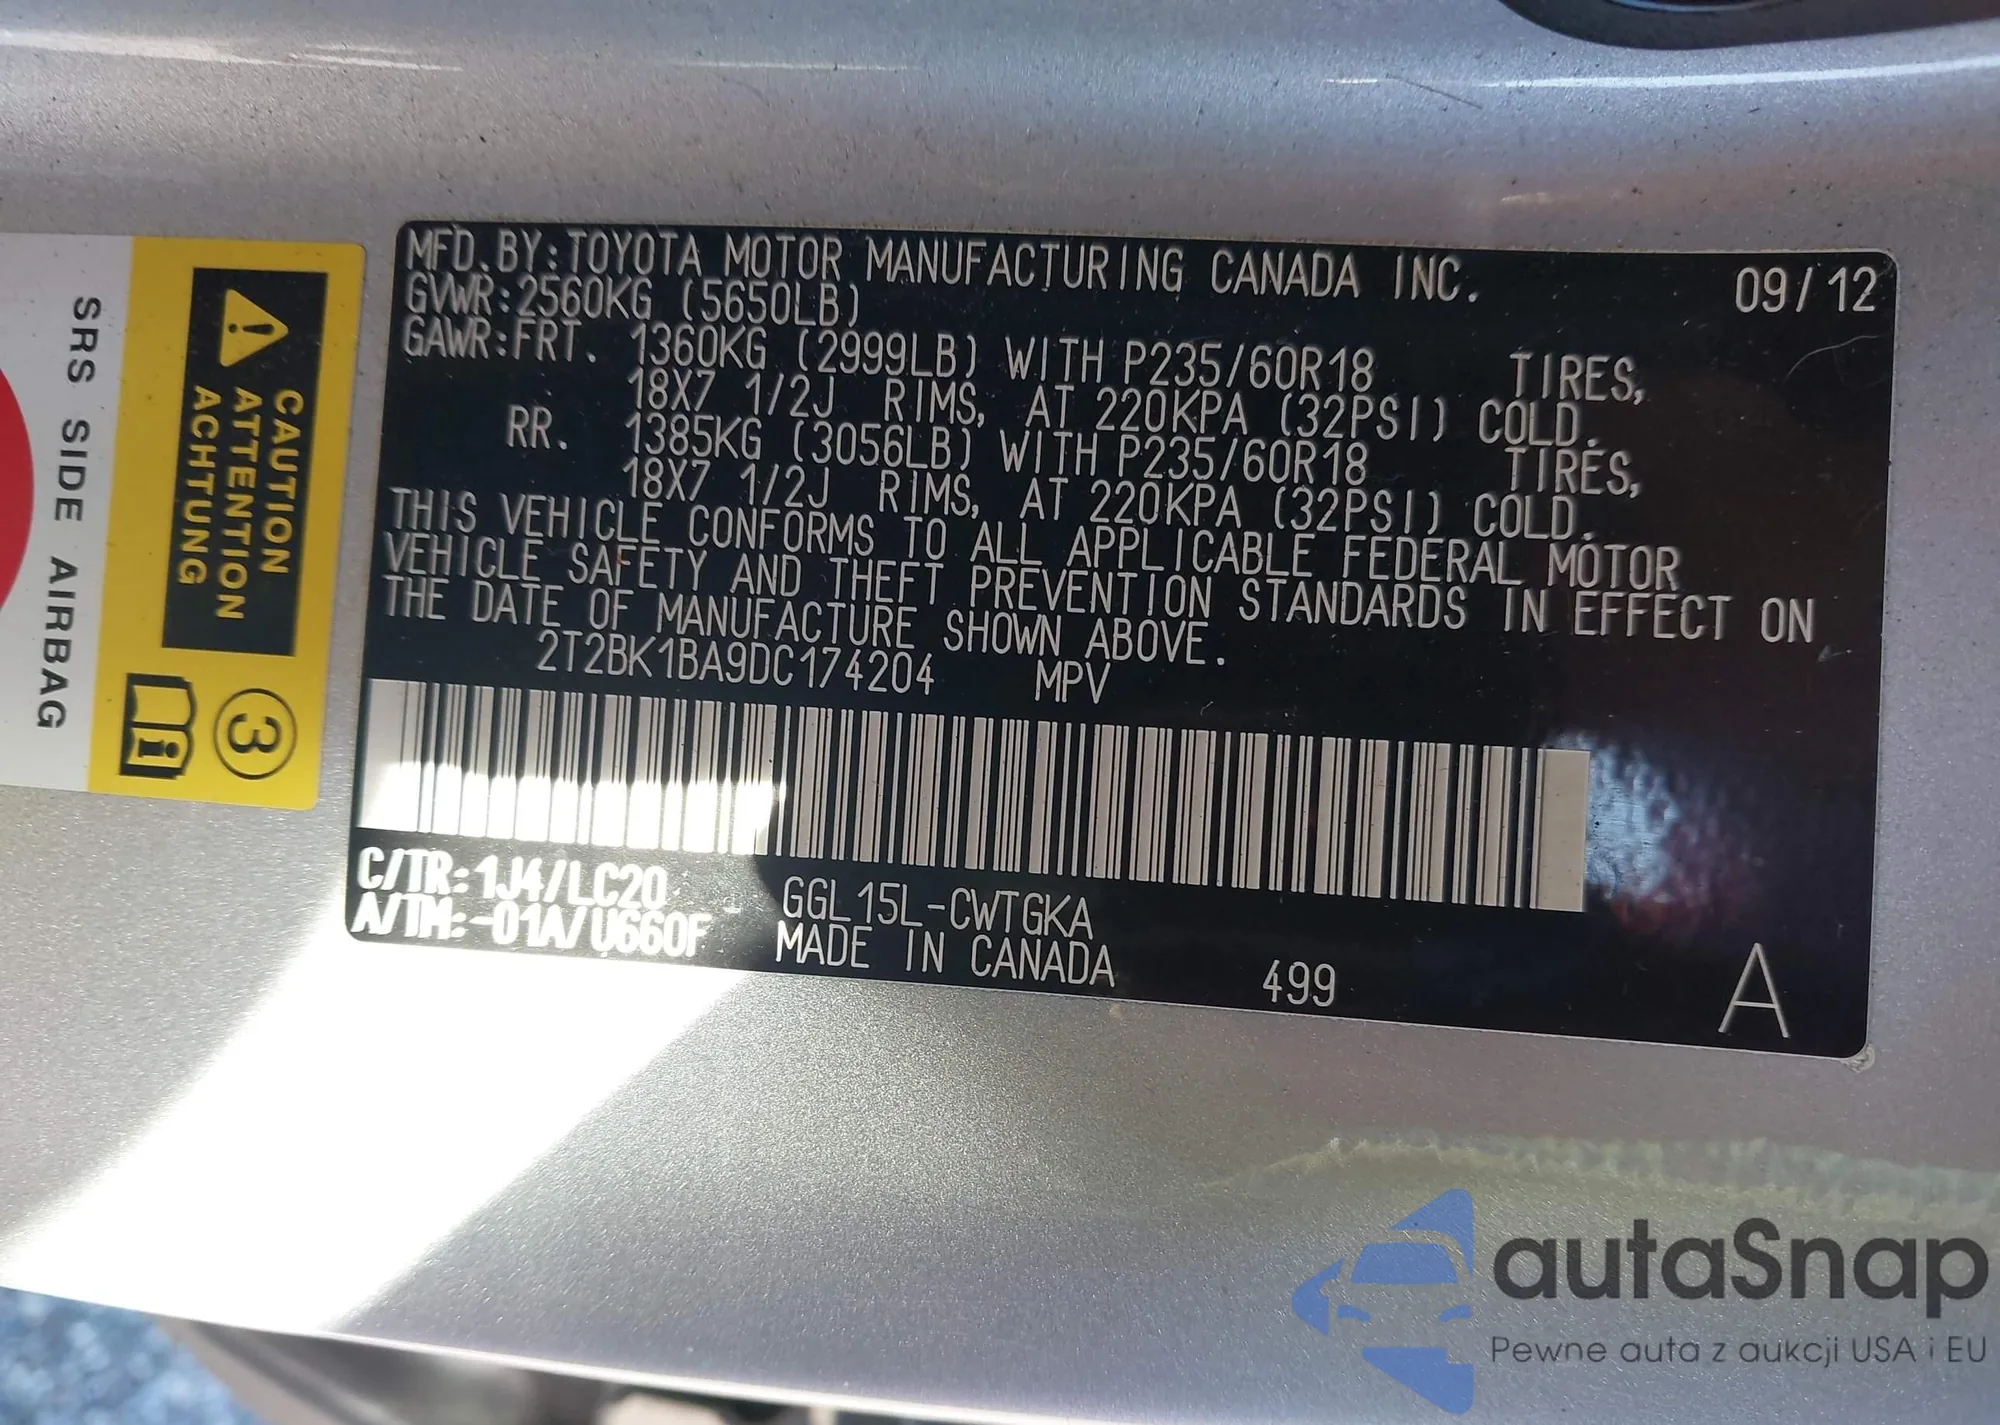 MFD.BY:TOYOTA MOTOR MANUFACTURING CANADA INC. 09/12
GVWR:2560KG (5650LB)
GAWR:FRT. 1360KG (2999LB) WITH P235/60R18 TIRES,
18X7 1/2J RIMS, AT 220KPA (32PSI) COLD.
RR. 1385KG (3056LB) WITH P235/60R18 TIRES,
18X7 1/2J RIMS, AT 220KPA (32PSI) COLD.
THIS VEHICLE CONFORMS TO ALL APPLICABLE FEDERAL MOTOR
VEHICLE SAFETY AND THEFT PREVENTION STANDARDS IN EFFECT ON
THE DATE OF MANUFACTURE SHOWN ABOVE.
2T2BK1BA9DC174204 MPV
C/TR:1J4/LC20 GGL15L-CWTGKA
A/TM:-01A/U660F MADE IN CANADA 499 A
CAUTION
ATTENTION
ACHTUNG
3
SRS SIDE AIRBAG
autaSnap
Pewne auta z aukcji USA i EU